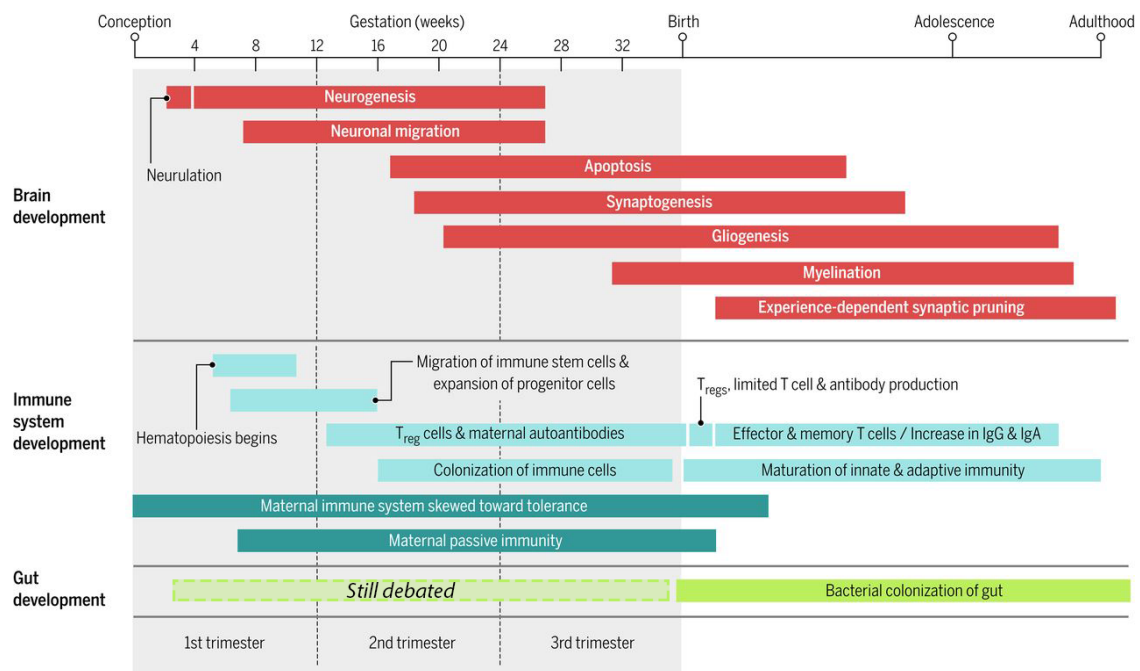 Conception Gestation (weeks) Birth Adolescence Adulthood
4 8 12 16 20 24 28 32
Brain
development
Neurogenesis
Neuronal migration
Neurulation
Apoptosis
Synaptogenesis
Gliogenesis
Myelination
Experience-dependent synaptic pruning
Immune
system
development
Migration of immune stem cells &
expansion of progenitor cells
Hematopoiesis begins
Tregs, limited T cell & antibody production
Treg cells & maternal autoantibodies
Effector & memory T cells / Increase in IgG & IgA
Colonization of immune cells
Maturation of innate & adaptive immunity
Maternal immune system skewed toward tolerance
Maternal passive immunity
Gut
development
Still debated
Bacterial colonization of gut
1st trimester 2nd trimester 3rd trimester